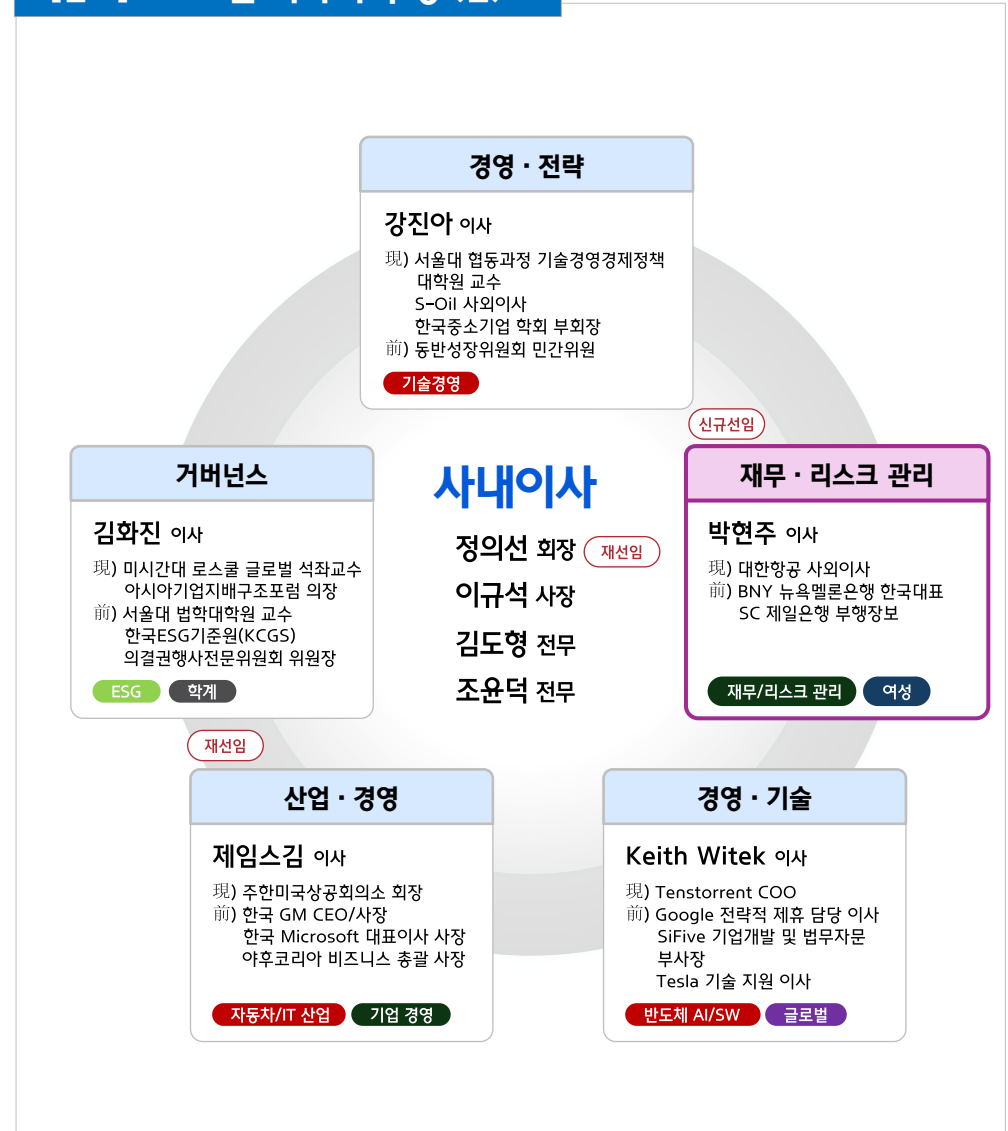 경영 · 전략
강진아 이사
現) 서울대 협동과정 기술경영경제정책
대학원 교수
S-Oil 사외이사
한국중소기업 학회 부회장
前) 동반성장위원회 민간위원
기술경영
거버넌스
김화진 이사
現) 미시간대 로스쿨 글로벌 석좌교수
아시아기업지배구조포럼 의장
前) 서울대 법학대학원 교수
한국ESG기준원(KCGS)
의결권행사전문위원회 위원장
ESG 학계
사내이사
정의선 회장 재선임
이규석 사장
김도형 전무
조윤덕 전무
신규선임
재무 · 리스크 관리
박현주 이사
現) 대한항공 사외이사
前) BNY 뉴욕멜론은행 한국대표
SC 제일은행 부행장보
재무/리스크 관리 여성
재선임
산업 · 경영
제임스김 이사
現) 주한미국상공회의소 회장
前) 한국 GM CEO/사장
한국 Microsoft 대표이사 사장
야후코리아 비즈니스 총괄 사장
자동차/IT 산업 기업 경영
경영 · 기술
Keith Witek 이사
現) Tenstorrent COO
前) Google 전략적 제휴 담당 이사
SiFive 기업개발 및 법무자문
부사장
Tesla 기술 지원 이사
반도체 AI/SW 글로벌